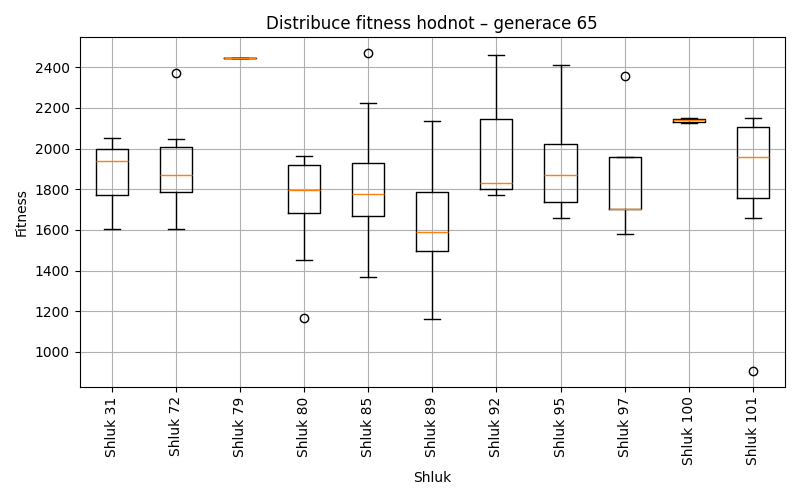 Distribuce fitness hodnot – generace 65
Fitness
2400
2200
2000
1800
1600
1400
1200
1000
Shluk 31
Shluk 72
Shluk 79
Shluk 80
Shluk 85
Shluk 89
Shluk 92
Shluk 95
Shluk 97
Shluk 100
Shluk 101
Shluk